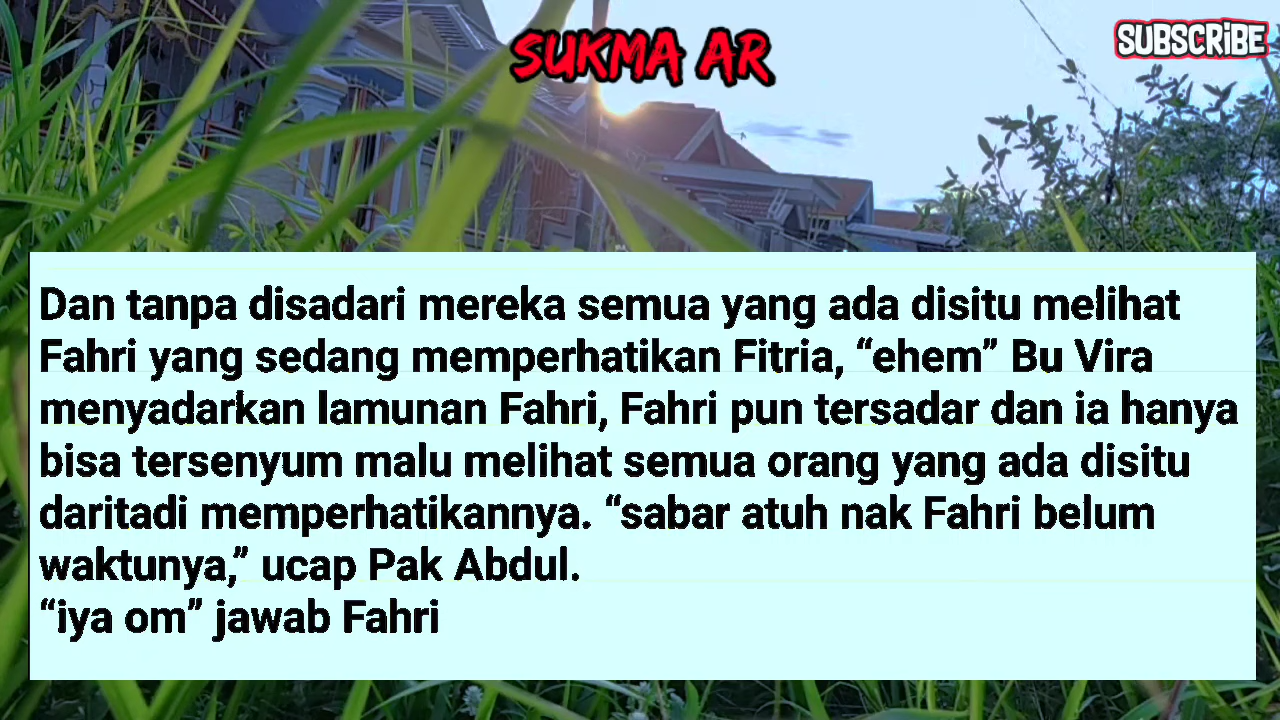 SUKMA AR
SUBSCRiBE
Dan tanpa disadari mereka semua yang ada disitu melihat
Fahri yang sedang memperhatikan Fitria, “ehem” Bu Vira
menyadarkan lamunan Fahri, Fahri pun tersadar dan ia hanya
bisa tersenyum malu melihat semua orang yang ada disitu
daritadi memperhatikannya. “sabar atuh nak Fahri belum
waktunya,” ucap Pak Abdul.
“iya om” jawab Fahri